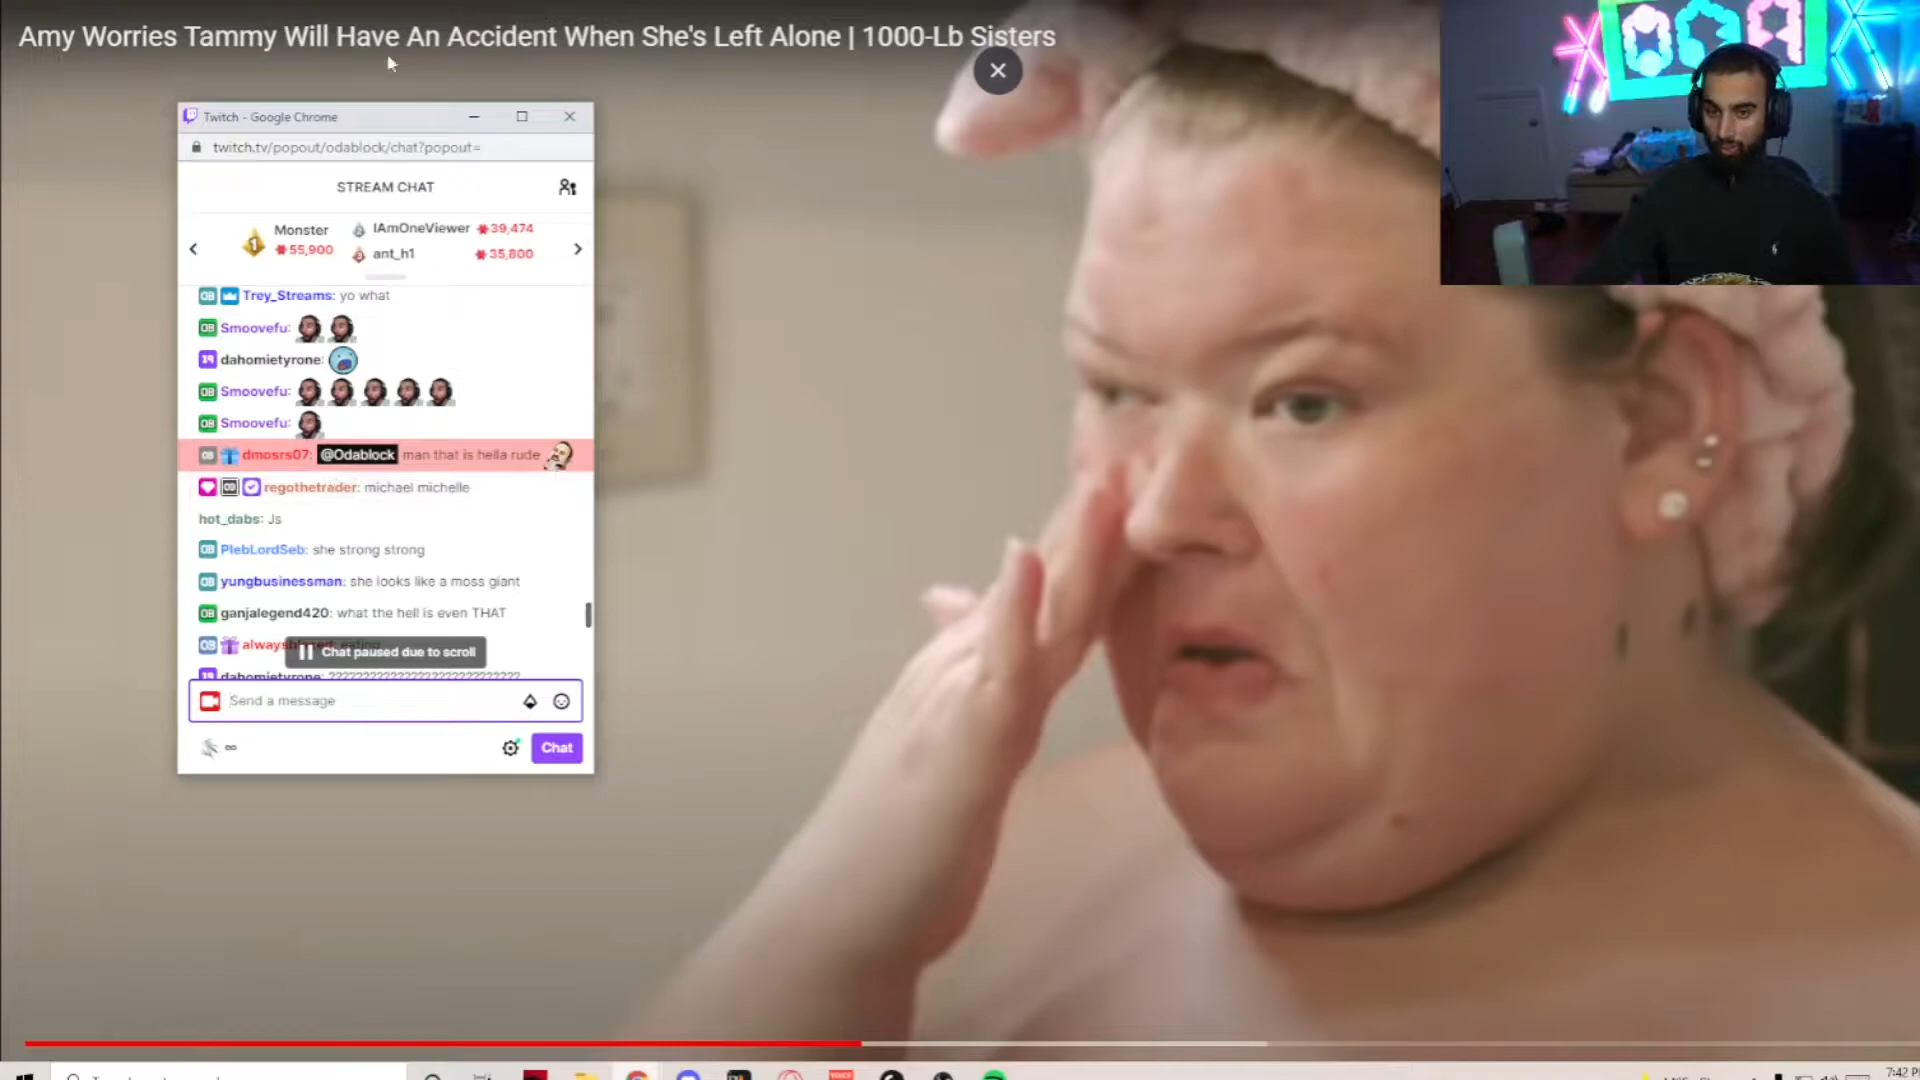 Amy Worries Tammy Will Have An Accident When She's Left Alone | 1000-Lb Sisters
Twitch - Google Chrome
twitch.tv/popout/odablock/chat?popout=
STREAM CHAT
Monster
55,900
IAmOneViewer 39,474
ant_h1 35,800
Trey_Streams: yo what
Smoovefu:
dahomietyrone:
Smoovefu:
Smoovefu:
dmosrs07: @Odablock man that is hella rude
regothetrader: michael michelle
hot_dabs: Js
PlebLordSeb: she strong strong
yungbusinessman: she looks like a moss giant
ganjalegend420: what the hell is even THAT
Chat paused due to scroll
dahomietyrone: ?????????????????????????????
Send a message
Chat
ODA
7:42 P